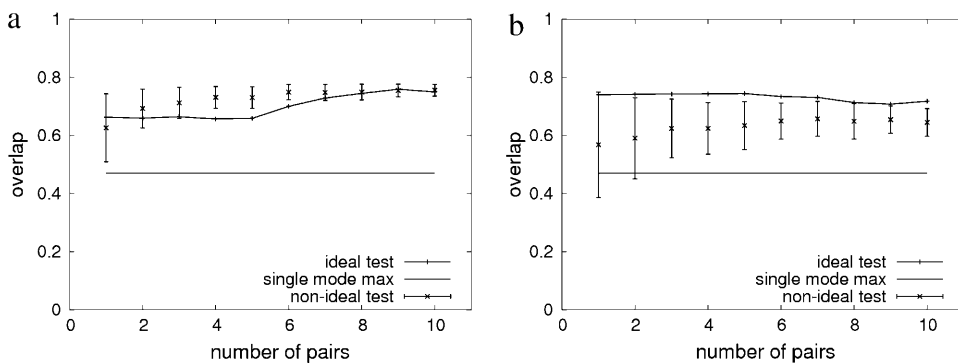 a
1
0.8
0.6
0.4
0.2
0
overlap
ideal test
single mode max
non-ideal test
0 2 4 6 8 10
number of pairs
b
1
0.8
0.6
0.4
0.2
0
overlap
ideal test
single mode max
non-ideal test
0 2 4 6 8 10
number of pairs